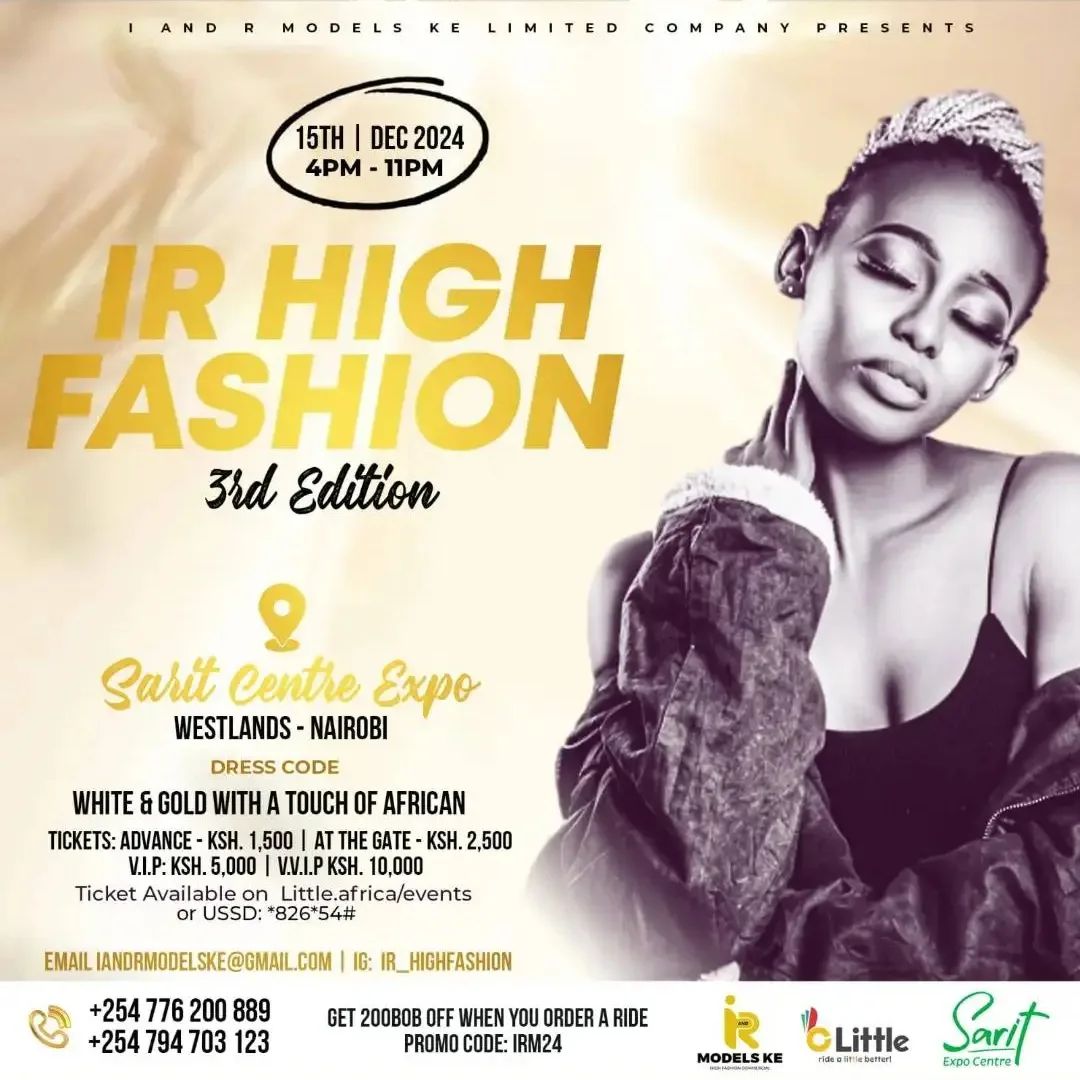 I AND R MODELS KE LIMITED COMPANY PRESENTS
15TH | DEC 2024
4PM - 11PM
IR HIGH
FASHION
3rd Edition
Sarit Centre Expo
WESTLANDS - NAIROBI
DRESS CODE
WHITE & GOLD WITH A TOUCH OF AFRICAN
TICKETS: ADVANCE - KSH. 1,500 | AT THE GATE - KSH. 2,500
V.I.P: KSH. 5,000 | V.V.I.P KSH. 10,000
Ticket Available on Little.africa/events
or USSD: *826*54#
EMAIL IANDRMODELSKE@GMAIL.COM | IG: IR_HIGHFASHION
+254 776 200 889
+254 794 703 123
GET 200BOB OFF WHEN YOU ORDER A RIDE
PROMO CODE: IRM24
iR
AND
MODELS KE
HIGH FASHION COMMERCIAL
Little
ride a little better!
Sarit
Expo Centre